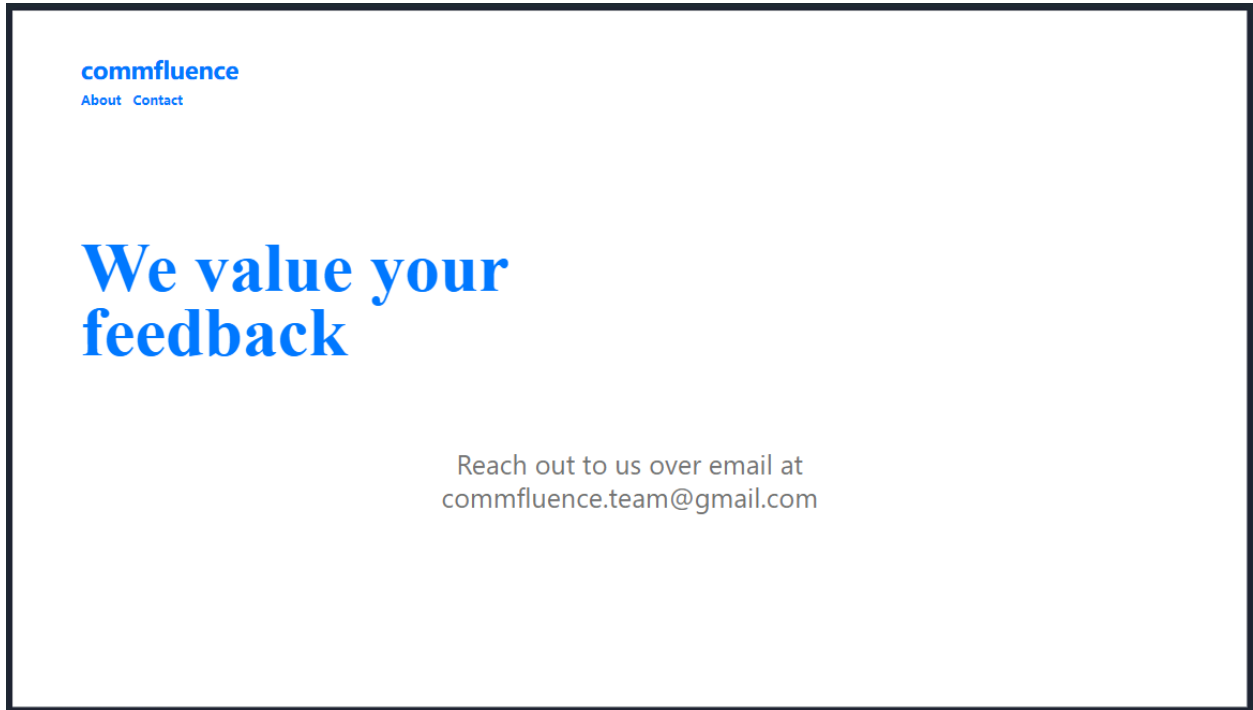 commfluence
About Contact
We value your
feedback
Reach out to us over email at
commfluence.team@gmail.com